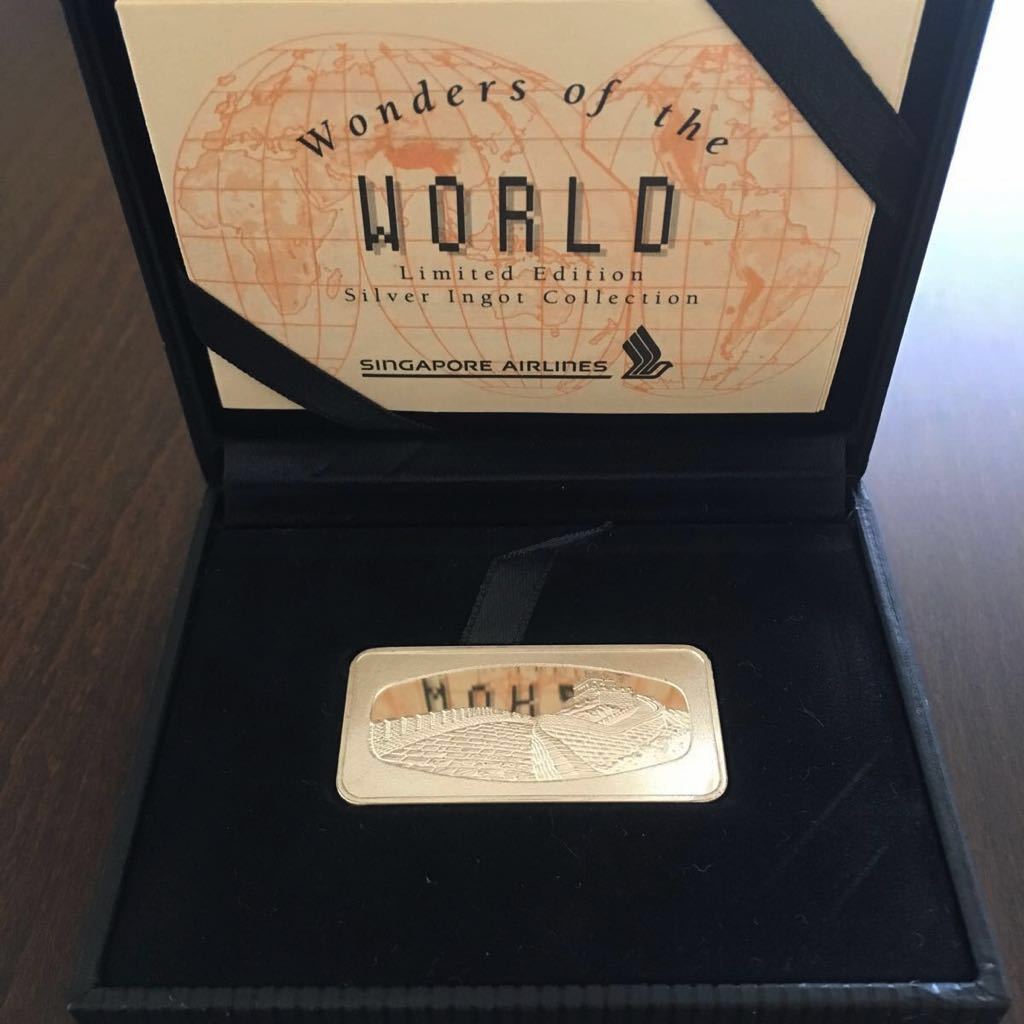 Wonders of the
WORLD
Limited Edition
Silver Ingot Collection
SINGAPORE AIRLINES